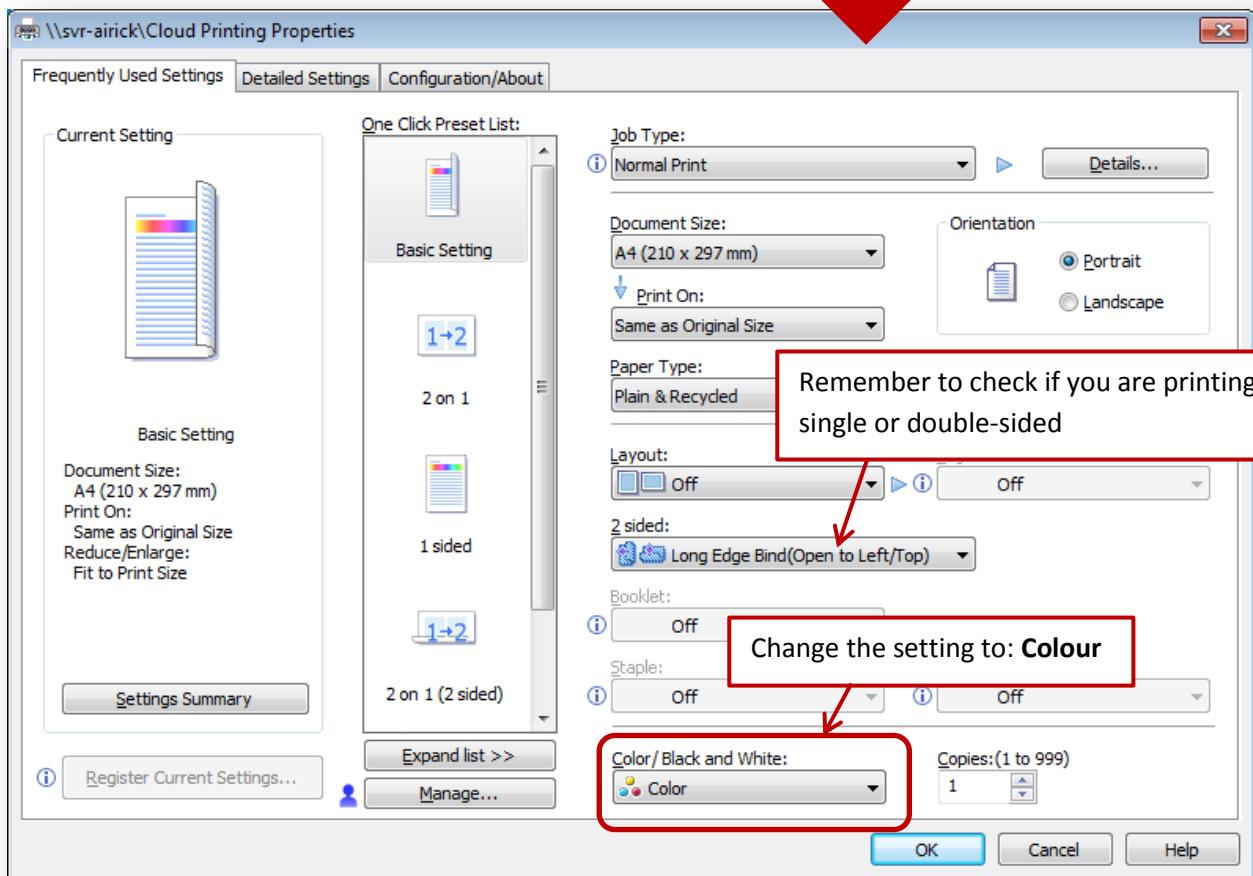 \\svr-airick\Cloud Printing Properties
Frequently Used Settings
Detailed Settings
Configuration/About
Current Setting
Basic Setting
Document Size:
A4 (210 x 297 mm)
Print On:
Same as Original Size
Reduce/Enlarge:
Fit to Print Size
Settings Summary
Register Current Settings...
One Click Preset List:
Basic Setting
1→2
2 on 1
1 sided
1→2
2 on 1 (2 sided)
Expand list >>
Manage...
Job Type:
Normal Print
Details...
Document Size:
A4 (210 x 297 mm)
Print On:
Same as Original Size
Orientation
Portrait
Landscape
Paper Type:
Plain & Recycled
Remember to check if you are printing
single or double-sided
Layout:
Off
Off
2 sided:
Long Edge Bind(Open to Left/Top)
Booklet:
Off
Change the setting to: Colour
Staple:
Off
Off
Color/ Black and White:
Color
Copies:(1 to 999)
1
OK
Cancel
Help